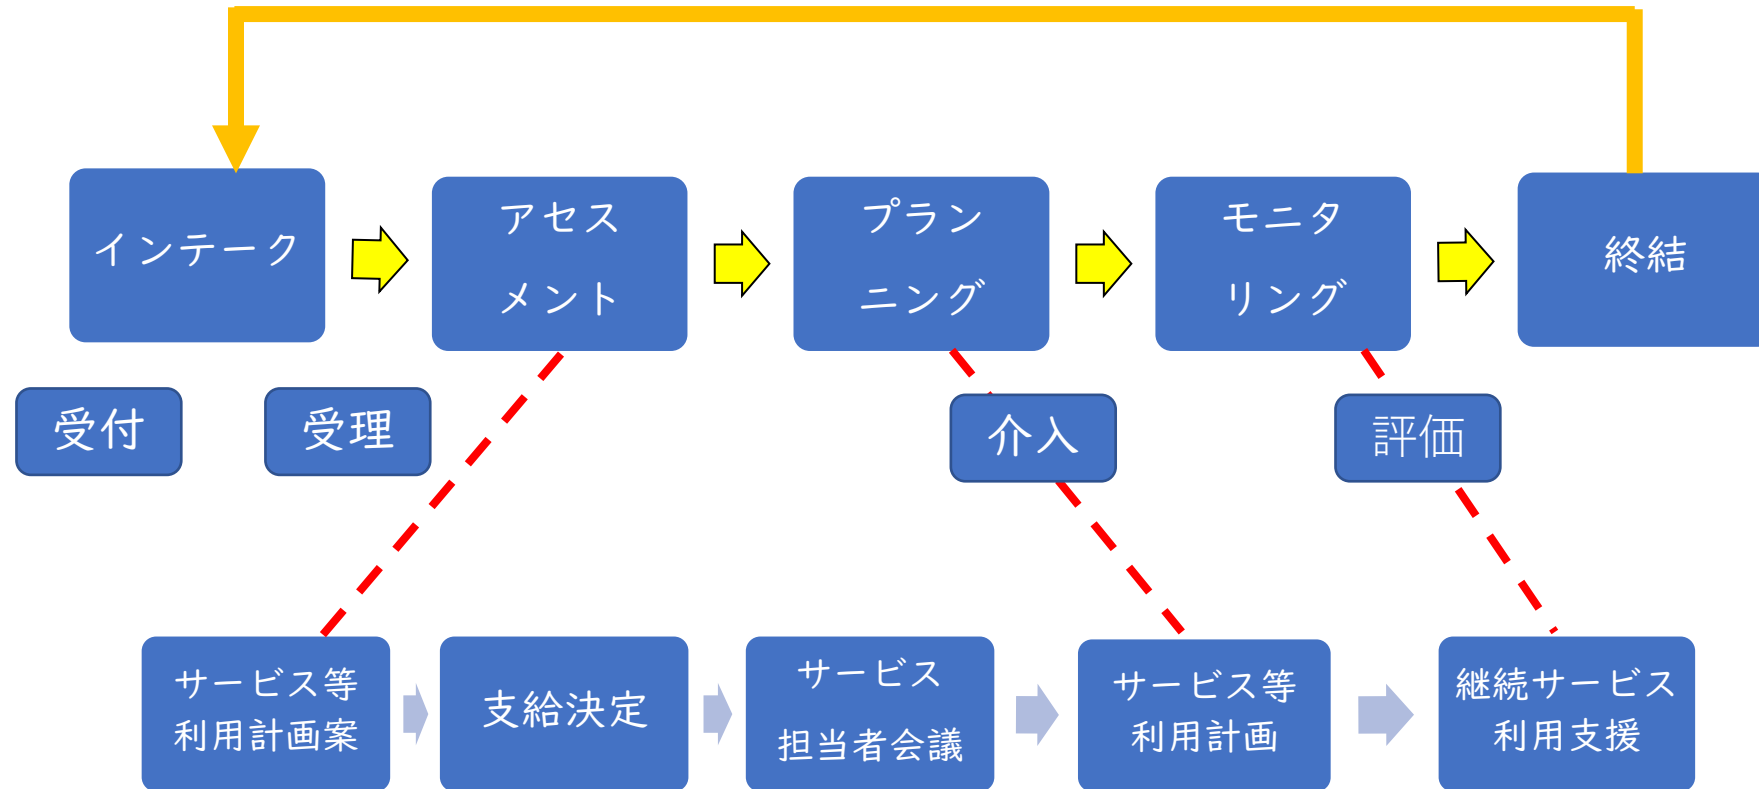 インテーク
アセス
メント
プラン
ニング
モニタ
リング
終結
受付
受理
介入
評価
サービス等
利用計画案
支給決定
サービス
担当者会議
サービス等
利用計画
継続サービス
利用支援